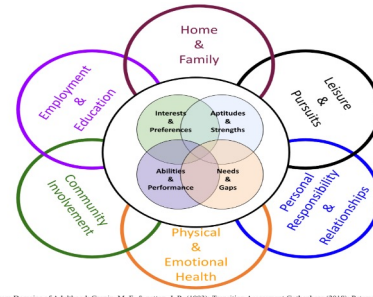 Home
&
Family
Employment
&
Education
Leisure
&
Pursuits
Interests
&
Preferences
Aptitudes
&
Strengths
Abilities
&
Performance
Needs
&
Gaps
Community
Involvement
Personal
Responsibility
&
Relationships
Physical
&
Emotional
Health